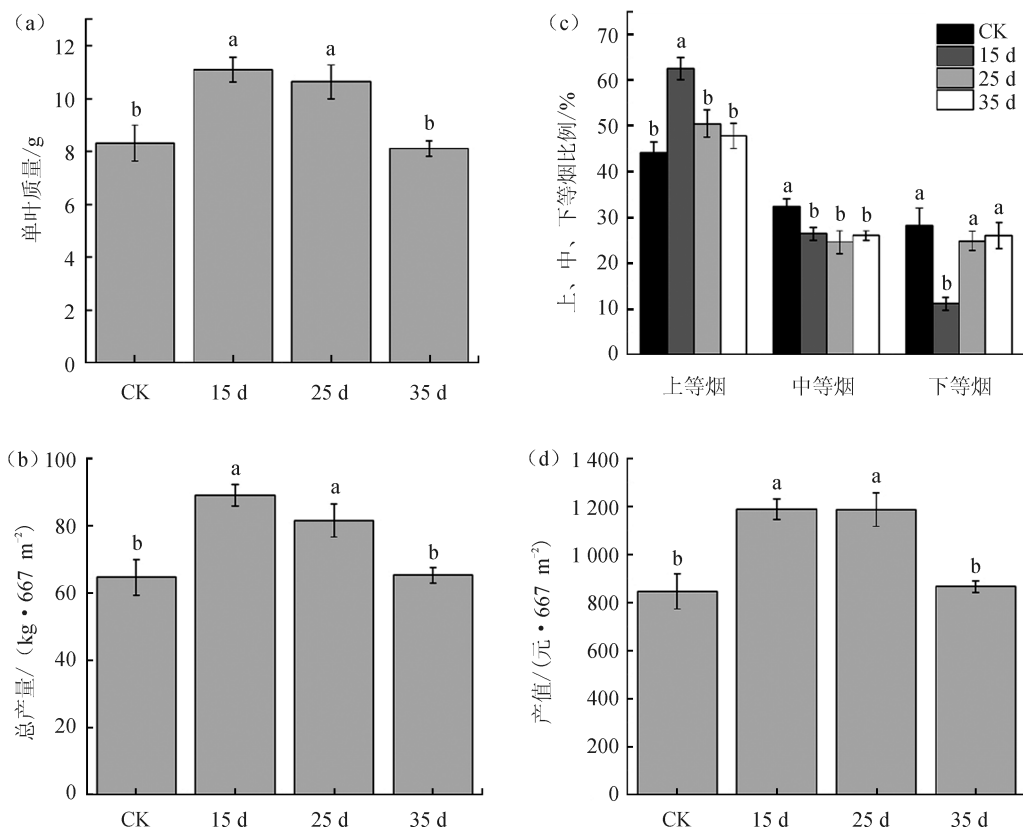 (a)
单叶质量/g
12
10
8
6
4
2
0
b
a
a
b
CK
15 d
25 d
35 d
(c)
上、中、下等烟比例/%
70
60
50
40
30
20
10
0
CK
15 d
25 d
35 d
b
a
b
b
a
b
b
b
a
b
a
a
上等烟
中等烟
下等烟
(b)
总产量/(kg·667 m⁻²)
100
80
60
40
20
0
b
a
a
b
CK
15 d
25 d
35 d
(d)
产值/(元·667 m⁻²)
1 400
1 200
1 000
800
600
400
200
0
b
a
a
b
CK
15 d
25 d
35 d